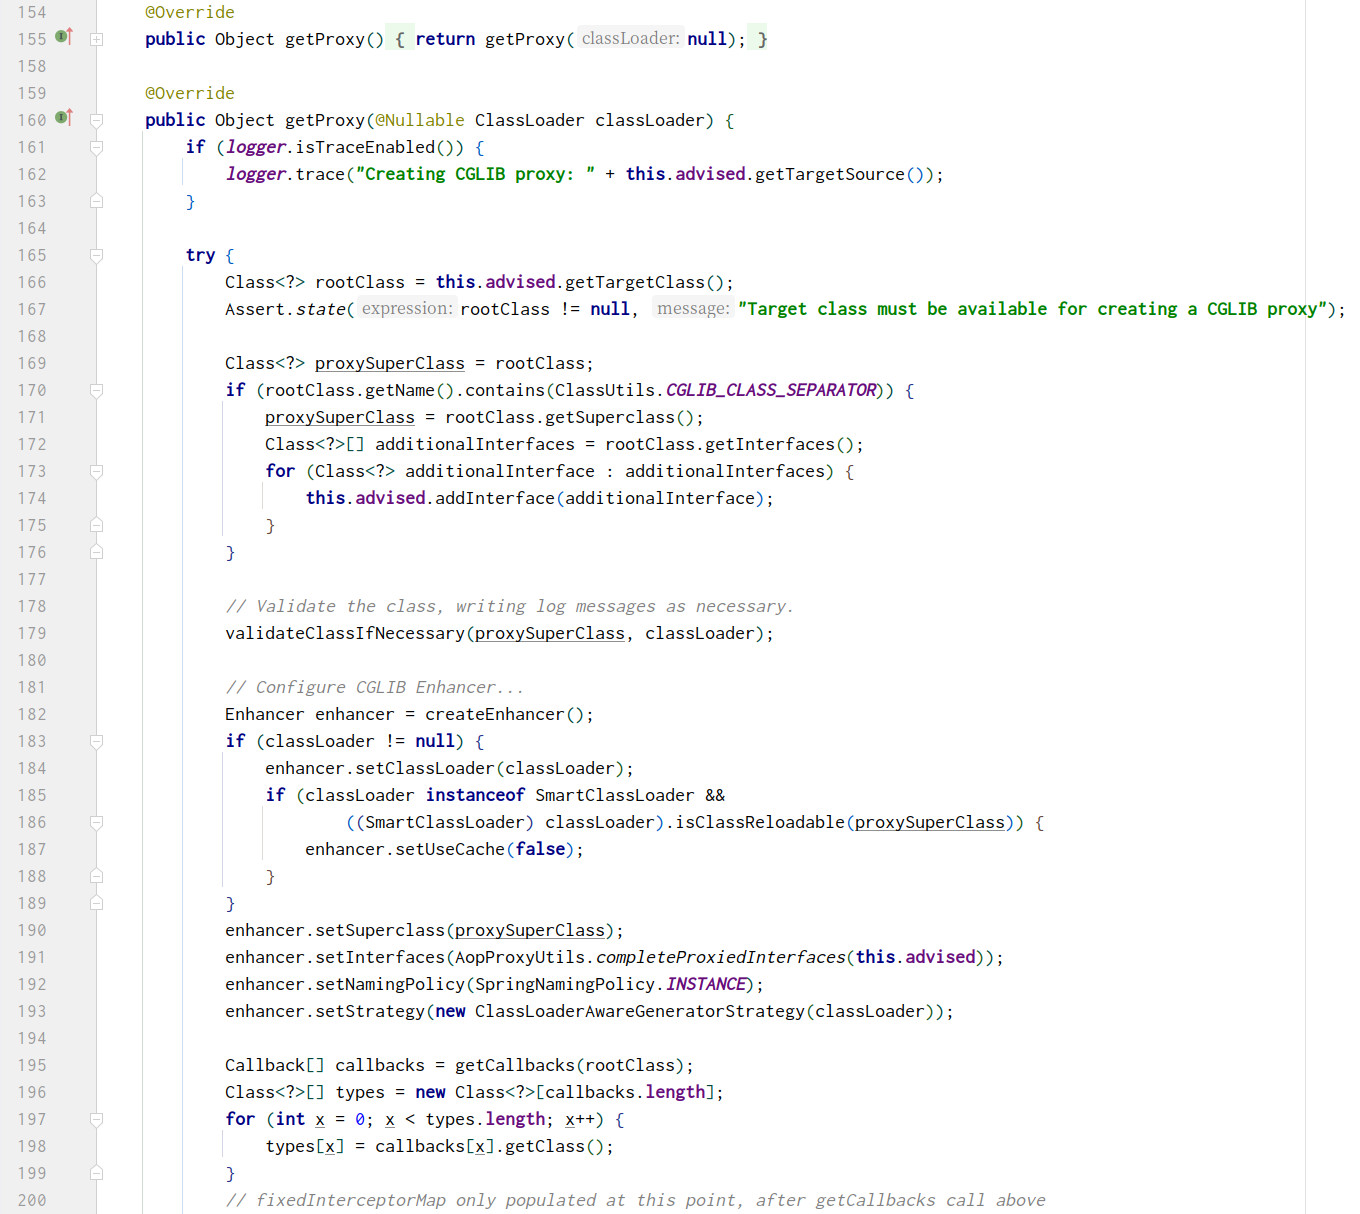 154 @Override
155 public Object getProxy() { return getProxy( classLoader: null); }
158
159 @Override
160 public Object getProxy(@Nullable ClassLoader classLoader) {
161 if (logger.isTraceEnabled()) {
162 logger.trace("Creating CGLIB proxy: " + this.advised.getTargetSource());
163 }
164
165 try {
166 Class<?> rootClass = this.advised.getTargetClass();
167 Assert.state( expression: rootClass != null, message: "Target class must be available for creating a CGLIB proxy");
168
169 Class<?> proxySuperClass = rootClass;
170 if (rootClass.getName().contains(ClassUtils.CGLIB_CLASS_SEPARATOR)) {
171 proxySuperClass = rootClass.getSuperclass();
172 Class<?>[] additionalInterfaces = rootClass.getInterfaces();
173 for (Class<?> additionalInterface : additionalInterfaces) {
174 this.advised.addInterface(additionalInterface);
175 }
176 }
177
178 // Validate the class, writing log messages as necessary.
179 validateClassIfNecessary(proxySuperClass, classLoader);
180
181 // Configure CGLIB Enhancer...
182 Enhancer enhancer = createEnhancer();
183 if (classLoader != null) {
184 enhancer.setClassLoader(classLoader);
185 if (classLoader instanceof SmartClassLoader &&
186 ((SmartClassLoader) classLoader).isClassReloadable(proxySuperClass)) {
187 enhancer.setUseCache(false);
188 }
189 }
190 enhancer.setSuperclass(proxySuperClass);
191 enhancer.setInterfaces(AopProxyUtils.completeProxiedInterfaces(this.advised));
192 enhancer.setNamingPolicy(SpringNamingPolicy.INSTANCE);
193 enhancer.setStrategy(new ClassLoaderAwareGeneratorStrategy(classLoader));
194
195 Callback[] callbacks = getCallbacks(rootClass);
196 Class<?>[] types = new Class<?>[callbacks.length];
197 for (int x = 0; x < types.length; x++) {
198 types[x] = callbacks[x].getClass();
199 }
200 // fixedInterceptorMap only populated at this point, after getCallbacks call above